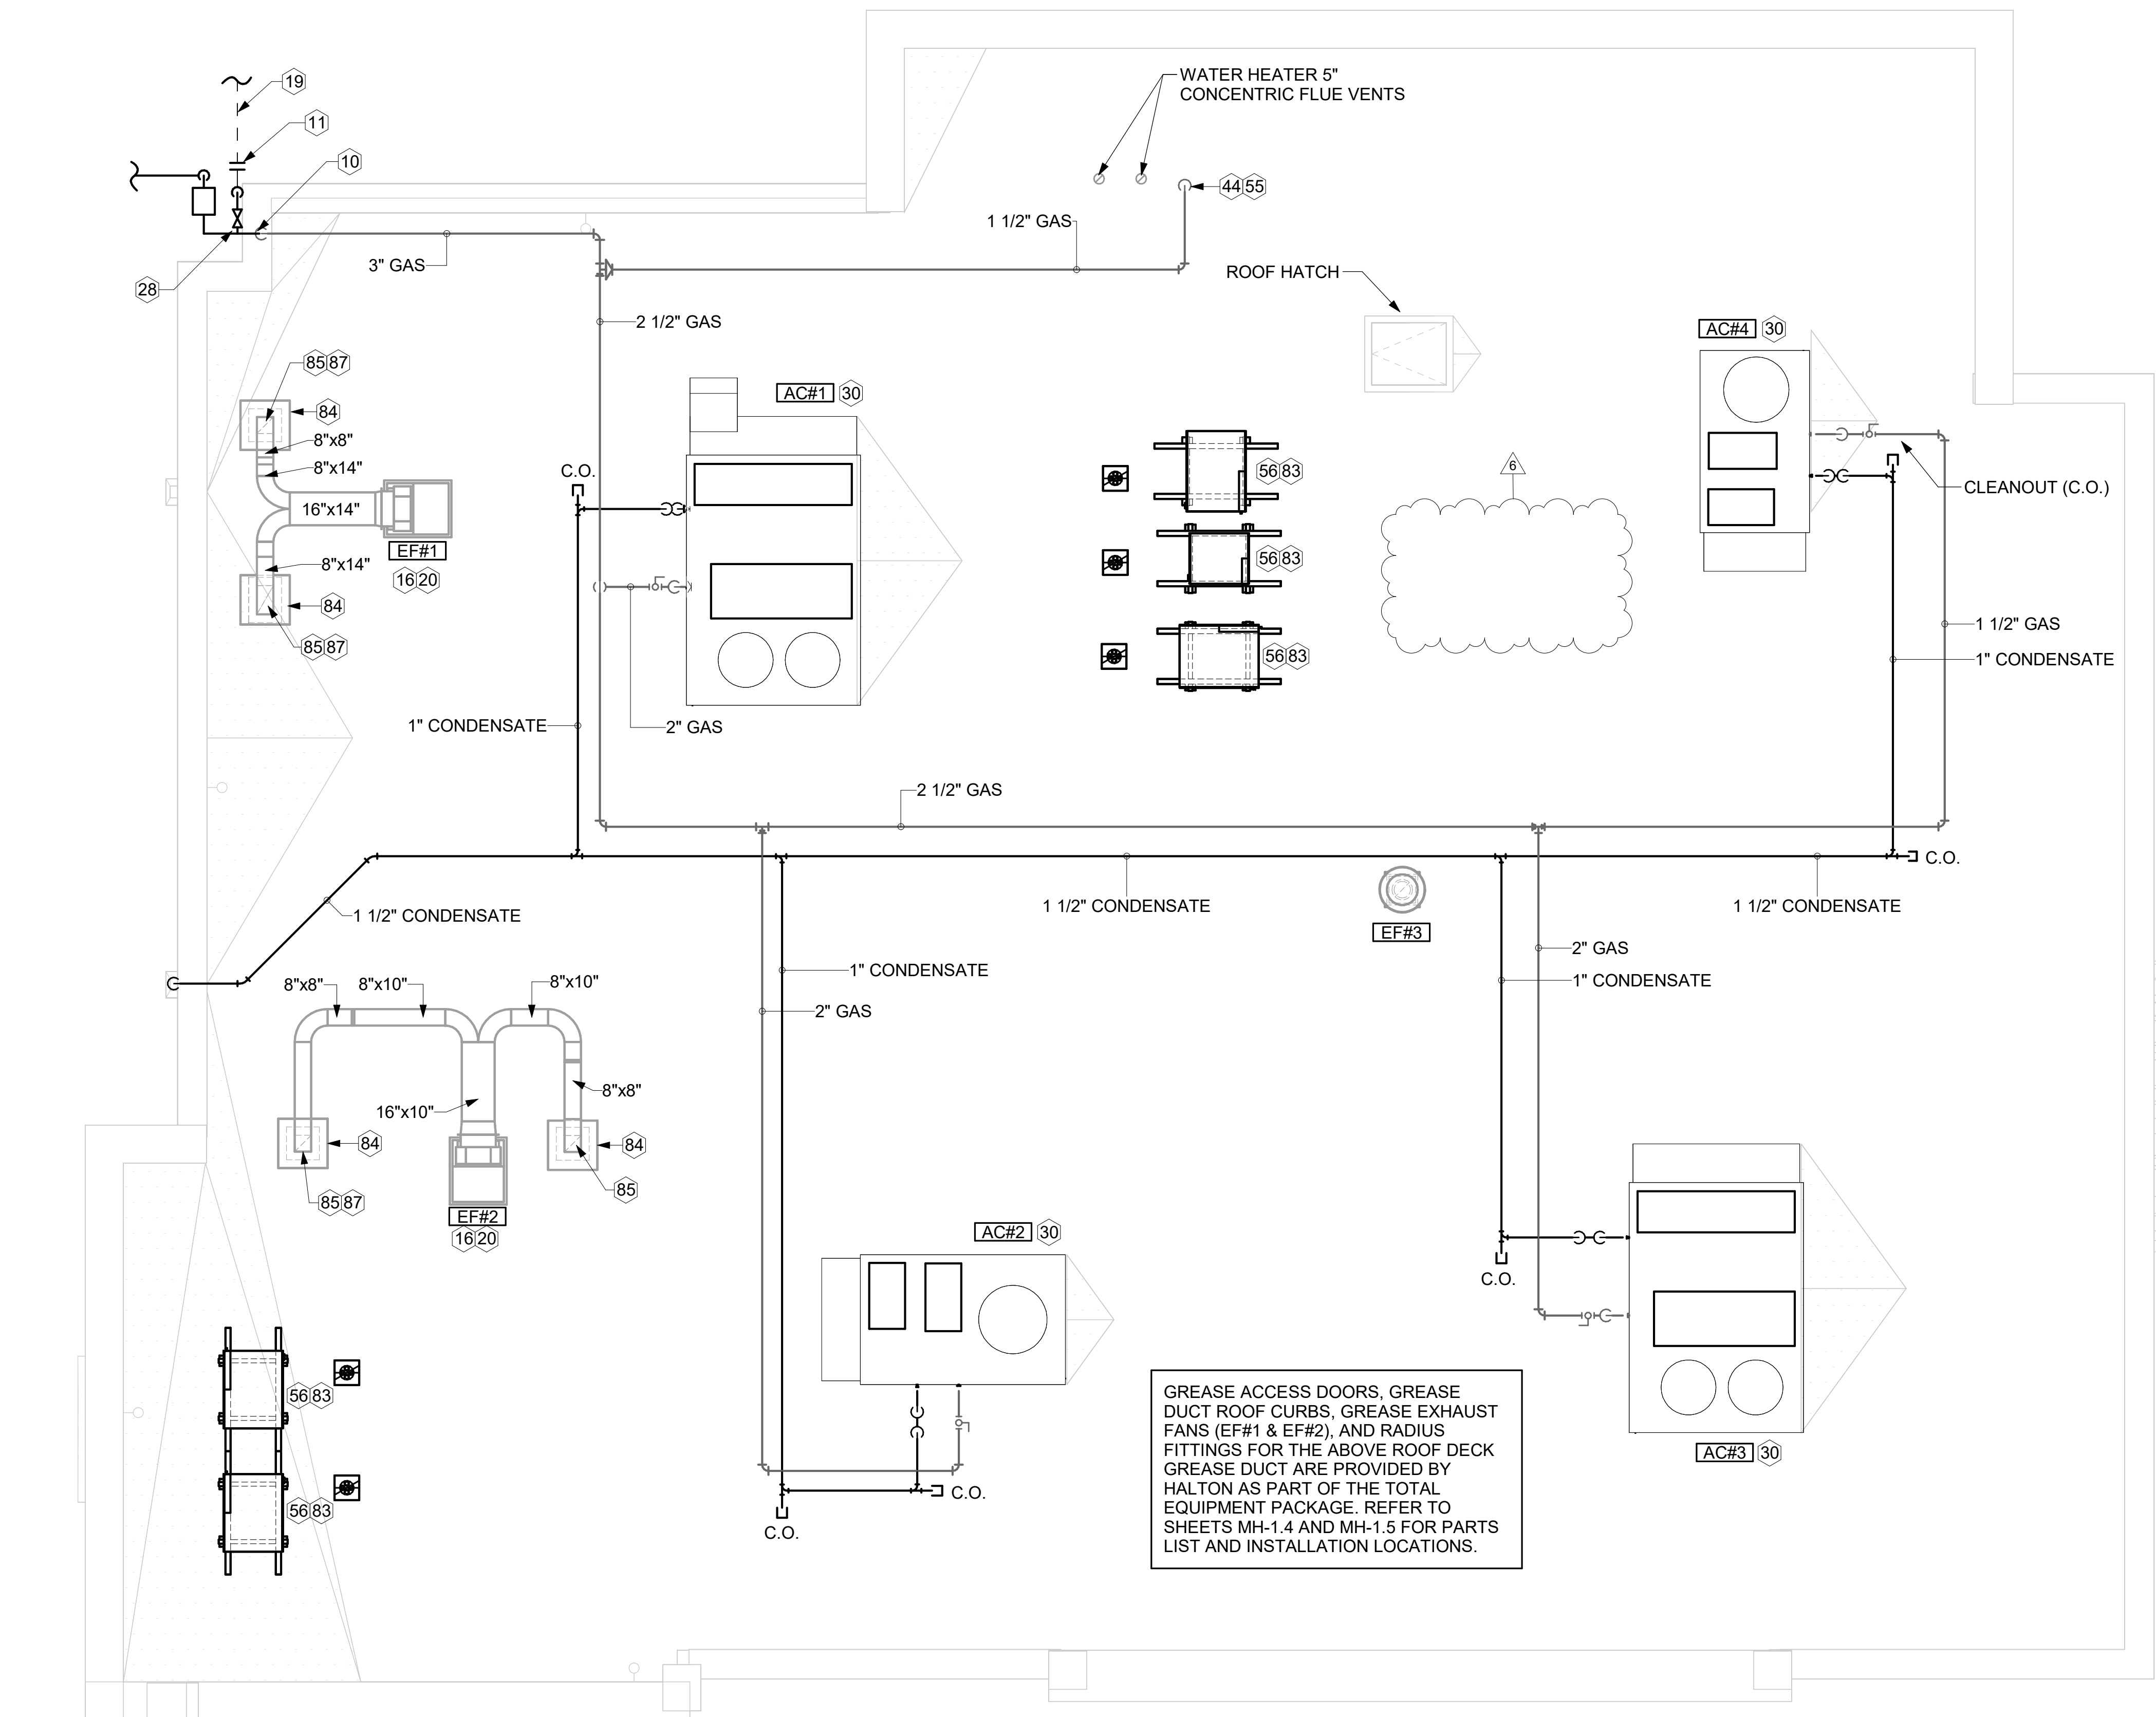 19
11
10
28
WATER HEATER 5"
CONCENTRIC FLUE VENTS
44 55
1 1/2" GAS
3" GAS
ROOF HATCH
2 1/2" GAS
AC#4 30
85 87
84
8"x8"
8"x14"
16"x14"
EF#1
16 20
8"x14"
84
85 87
AC#1 30
C.O.
56 83
56 83
56 83
6
CLEANOUT (C.O.)
1 1/2" GAS
1" CONDENSATE
1" CONDENSATE
2" GAS
2 1/2" GAS
C.O.
1 1/2" CONDENSATE
1 1/2" CONDENSATE
1 1/2" CONDENSATE
EF#3
2" GAS
1" CONDENSATE
1" CONDENSATE
2" GAS
8"x8"
8"x10"
8"x10"
8"x8"
16"x10"
84
84
85 87
85
EF#2
16 20
AC#2 30
C.O.
C.O.
C.O.
AC#3 30
56 83
56 83
GREASE ACCESS DOORS, GREASE
DUCT ROOF CURBS, GREASE EXHAUST
FANS (EF#1 & EF#2), AND RADIUS
FITTINGS FOR THE ABOVE ROOF DECK
GREASE DUCT ARE PROVIDED BY
HALTON AS PART OF THE TOTAL
EQUIPMENT PACKAGE. REFER TO
SHEETS MH-1.4 AND MH-1.5 FOR PARTS
LIST AND INSTALLATION LOCATIONS.